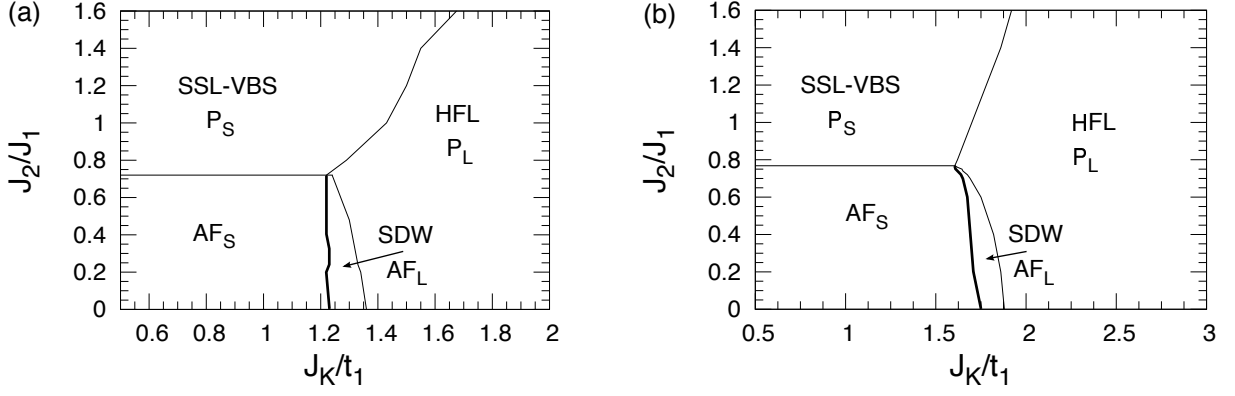 (a)
1.6
1.4
1.2
1
0.8
0.6
0.4
0.2
0
J2/J1
SSL-VBS
PS
HFL
PL
AFS
SDW
AFL
0.6 0.8 1 1.2 1.4 1.6 1.8 2
JK/t1
(b)
1.6
1.4
1.2
1
0.8
0.6
0.4
0.2
0
J2/J1
SSL-VBS
PS
HFL
PL
AFS
SDW
AFL
0.5 1 1.5 2 2.5 3
JK/t1